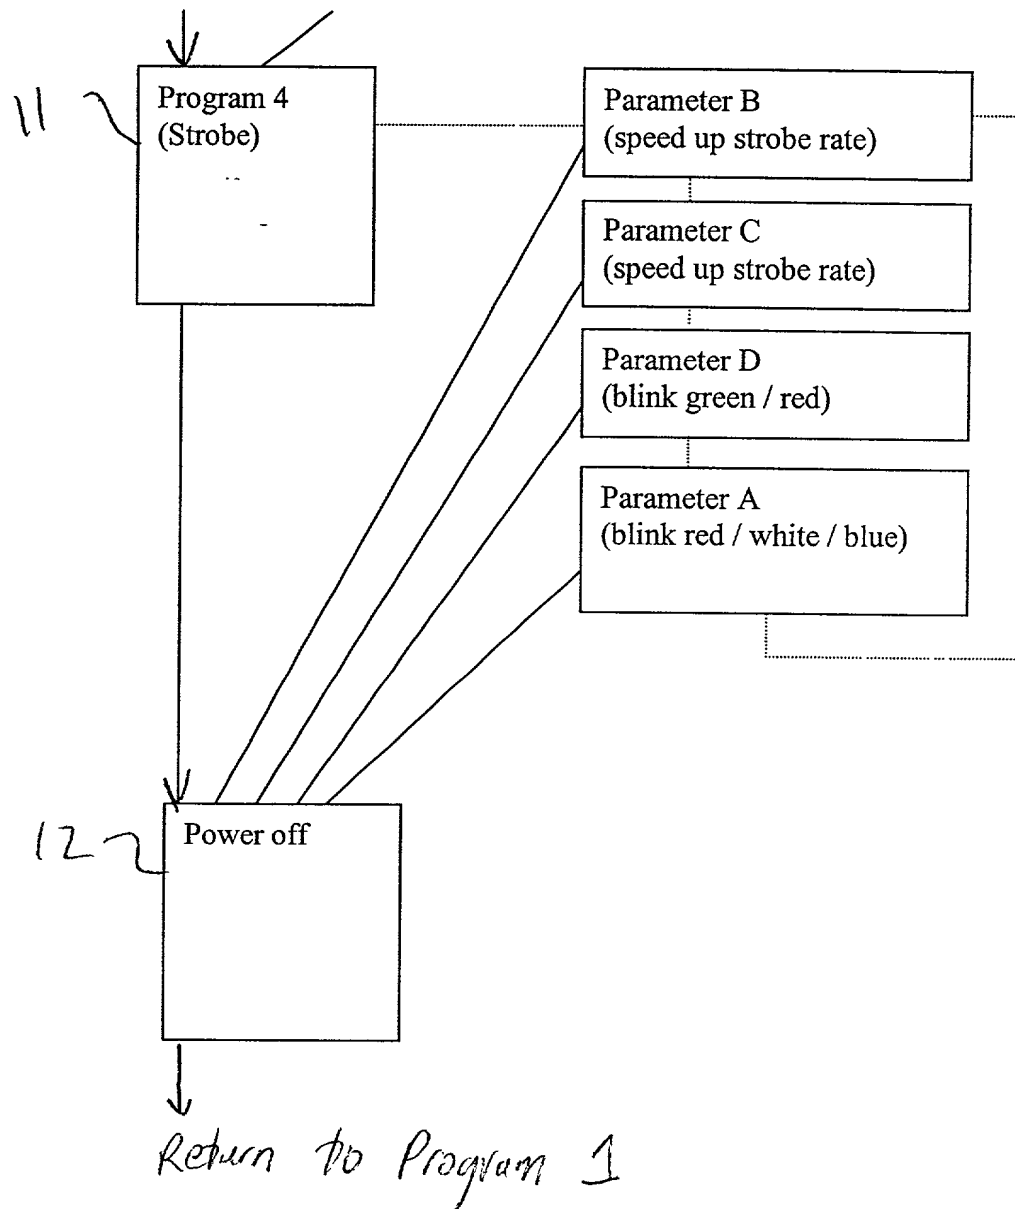 11
Program 4
(Strobe)
Parameter B
(speed up strobe rate)
Parameter C
(speed up strobe rate)
Parameter D
(blink green / red)
Parameter A
(blink red / white / blue)
12
Power off
Return to Program 1